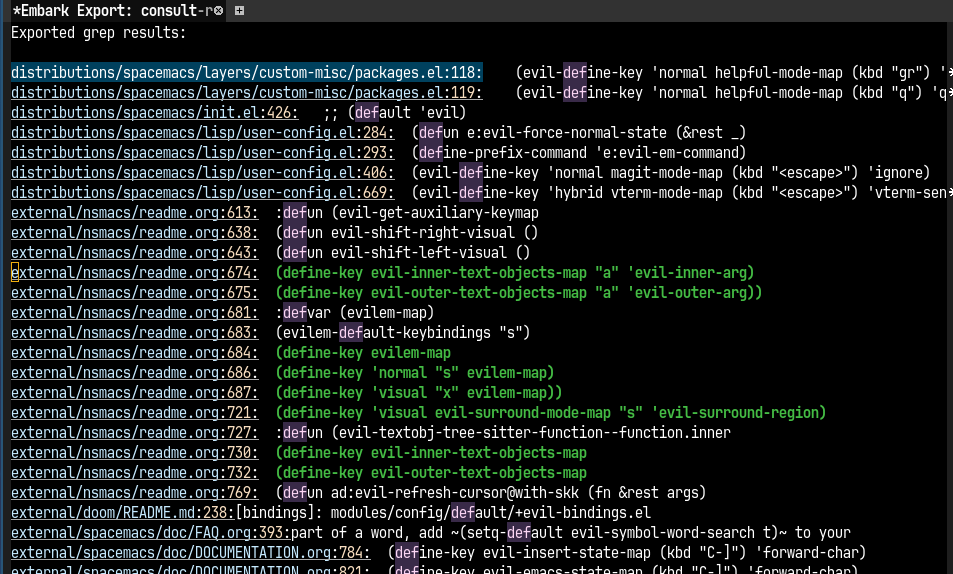 *Embark Export: consult-r
Exported grep results:
distributions/spacemacs/layers/custom-misc/packages.el:118:    (evil-define-key 'normal helpful-mode-map (kbd "gr") '*
distributions/spacemacs/layers/custom-misc/packages.el:119:    (evil-define-key 'normal helpful-mode-map (kbd "q") 'q*
distributions/spacemacs/init.el:426:   ;; (default 'evil)
distributions/spacemacs/lisp/user-config.el:284:  (defun e:evil-force-normal-state (&rest _)
distributions/spacemacs/lisp/user-config.el:293:  (define-prefix-command 'e:evil-em-command)
distributions/spacemacs/lisp/user-config.el:406:  (evil-define-key 'normal magit-mode-map (kbd "<escape>") 'ignore)
distributions/spacemacs/lisp/user-config.el:669:  (evil-define-key 'hybrid vterm-mode-map (kbd "<escape>") 'vterm-sen*
external/nsmacs/readme.org:613:  :defun (evil-get-auxiliary-keymap
external/nsmacs/readme.org:638:  (defun evil-shift-right-visual ()
external/nsmacs/readme.org:643:  (defun evil-shift-left-visual ()
external/nsmacs/readme.org:674:  (define-key evil-inner-text-objects-map "a" 'evil-inner-arg)
external/nsmacs/readme.org:675:  (define-key evil-outer-text-objects-map "a" 'evil-outer-arg))
external/nsmacs/readme.org:681:  :defvar (evilem-map)
external/nsmacs/readme.org:683:  (evilem-default-keybindings "s")
external/nsmacs/readme.org:684:  (define-key evilem-map
external/nsmacs/readme.org:686:  (define-key 'normal "s" evilem-map)
external/nsmacs/readme.org:687:  (define-key 'visual "x" evilem-map))
external/nsmacs/readme.org:721:  (define-key 'visual evil-surround-mode-map "s" 'evil-surround-region)
external/nsmacs/readme.org:727:  :defun (evil-textobj-tree-sitter-function--function.inner
external/nsmacs/readme.org:730:  (define-key evil-inner-text-objects-map
external/nsmacs/readme.org:732:  (define-key evil-outer-text-objects-map
external/nsmacs/readme.org:769:  (defun ad:evil-refresh-cursor@with-skk (fn &rest args)
external/doom/README.md:238:[bindings]: modules/config/default/+evil-bindings.el
external/spacemacs/doc/FAQ.org:393:part of a word, add ~(setq-default evil-symbol-word-search t)~ to your
external/spacemacs/doc/DOCUMENTATION.org:784:  (define-key evil-insert-state-map (kbd "C-]") 'forward-char)
external/spacemacs/doc/DOCUMENTATION.org:821:  (define-key evil-emacs-state-map (kbd "C-]") 'forward-char)